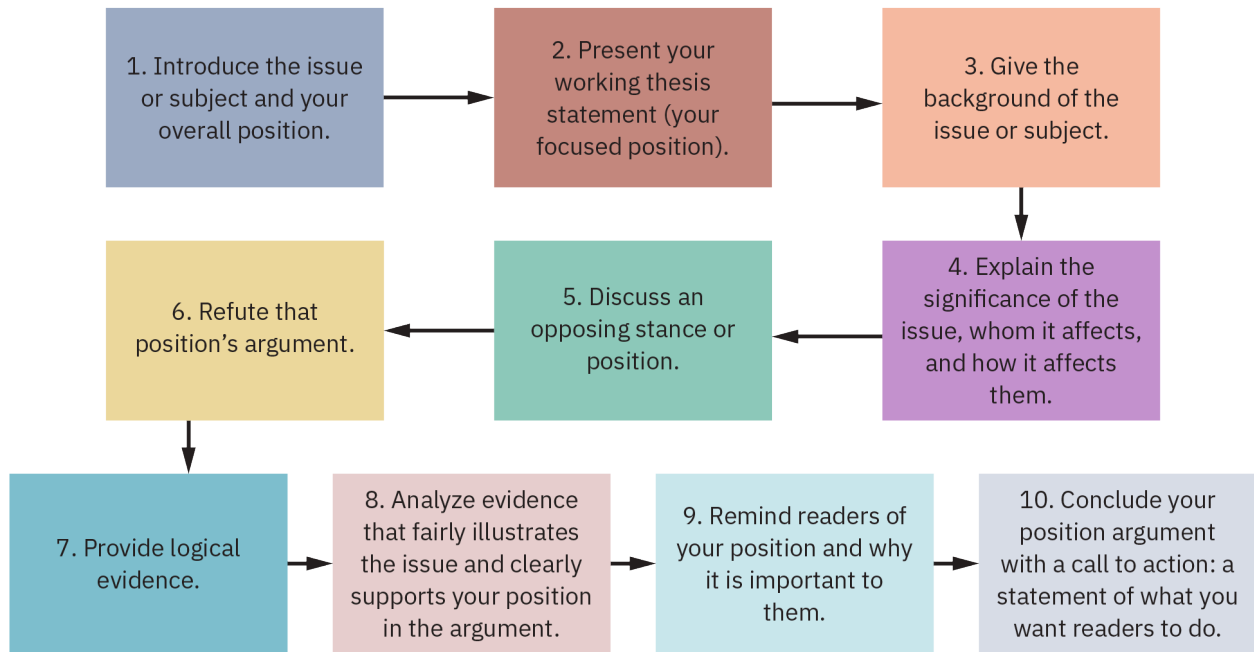 1. Introduce the issue
or subject and your
overall position.
2. Present your
working thesis
statement (your
focused position).
3. Give the
background of the
issue or subject.
4. Explain the
significance of the
issue, whom it affects,
and how it affects
them.
5. Discuss an
opposing stance or
position.
6. Refute that
position’s argument.
7. Provide logical
evidence.
8. Analyze evidence
that fairly illustrates
the issue and clearly
supports your position
in the argument.
9. Remind readers of
your position and why
it is important to
them.
10. Conclude your
position argument
with a call to action: a
statement of what you
want readers to do.